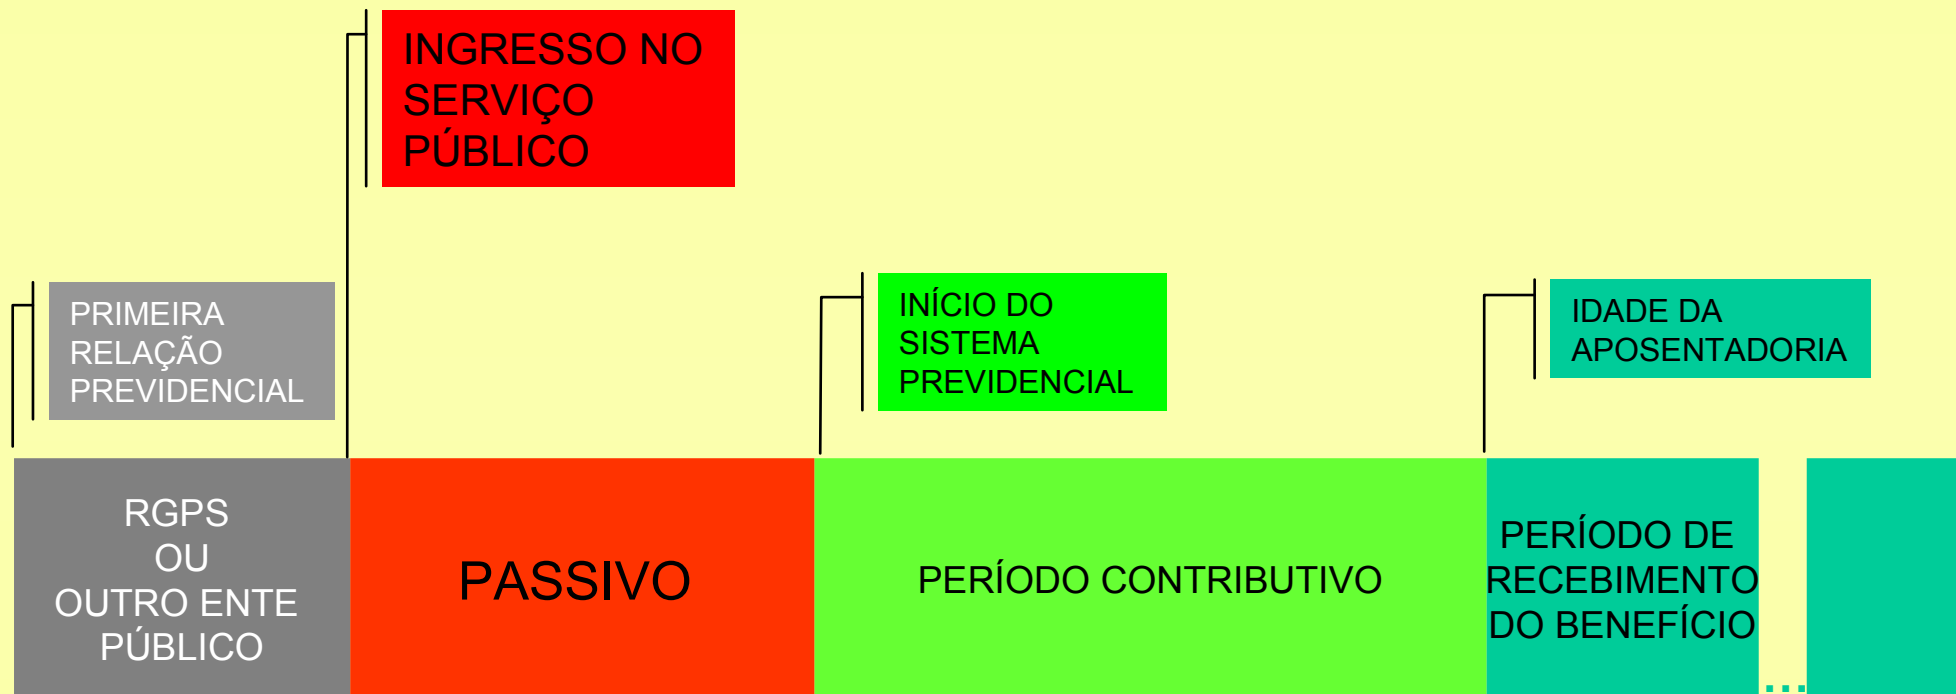 INGRESSO NO
SERVIÇO
PÚBLICO
PRIMEIRA
RELAÇÃO
PREVIDENCIAL
INÍCIO DO
SISTEMA
PREVIDENCIAL
IDADE DA
APOSENTADORIA
RGPS
OU
OUTRO ENTE
PÚBLICO
PASSIVO
PERÍODO CONTRIBUTIVO
PERÍODO DE
RECEBIMENTO
DO BENEFÍCIO
...